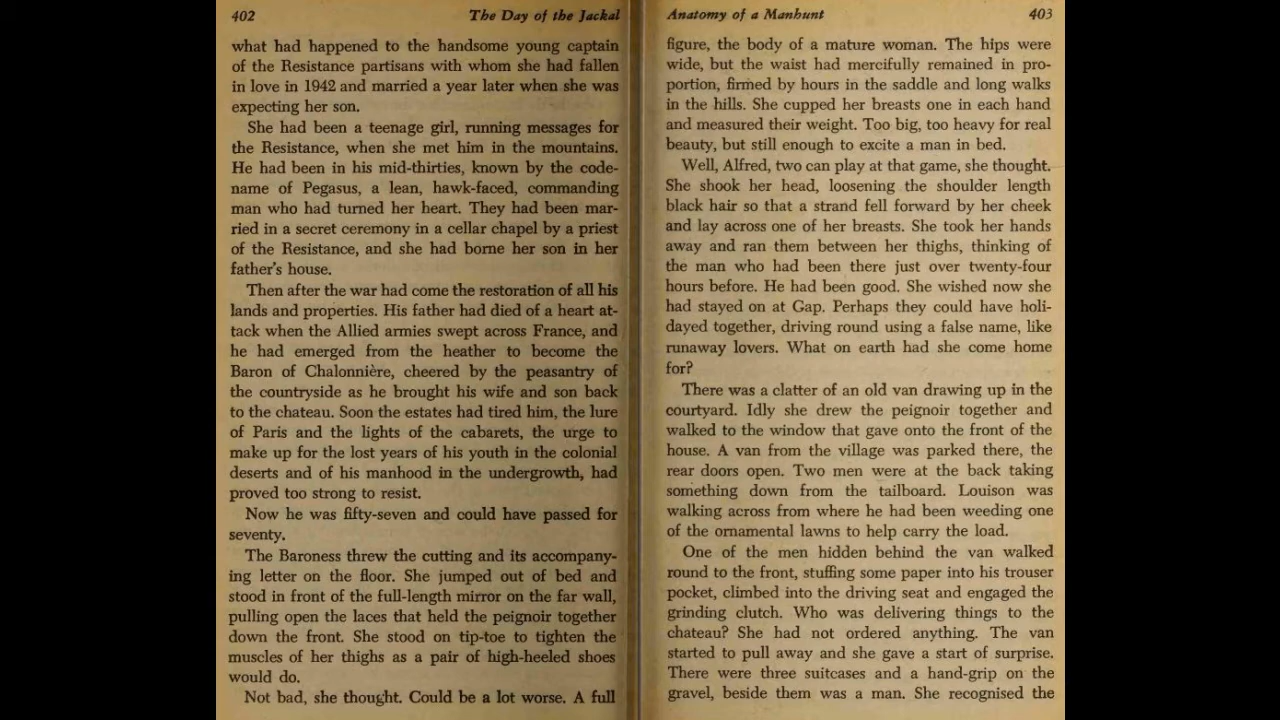 402
The Day of the Jackal
what had happened to the handsome young captain
of the Resistance partisans with whom she had fallen
in love in 1942 and married a year later when she was
expecting her son.
She had been a teenage girl, running messages for
the Resistance, when she met him in the mountains.
He had been in his mid-thirties, known by the code-
name of Pegasus, a lean, hawk-faced, commanding
man who had turned her heart. They had been mar-
ried in a secret ceremony in a cellar chapel by a priest
of the Resistance, and she had borne her son in her
father's house.
Then after the war had come the restoration of all his
lands and properties. His father had died of a heart at-
tack when the Allied armies swept across France, and
he had emerged from the heather to become the
Baron of Chalonnière, cheered by the peasantry of
the countryside as he brought his wife and son back
to the chateau. Soon the estates had tired him, the lure
of Paris and the lights of the cabarets, the urge to
make up for the lost years of his youth in the colonial
deserts and of his manhood in the undergrowth, had
proved too strong to resist.
Now he was fifty-seven and could have passed for
seventy.
The Baroness threw the cutting and its accompany-
ing letter on the floor. She jumped out of bed and
stood in front of the full-length mirror on the far wall,
pulling open the laces that held the peignoir together
down the front. She stood on tip-toe to tighten the
muscles of her thighs as a pair of high-heeled shoes
would do.
Not bad, she thought. Could be a lot worse. A full
Anatomy of a Manhunt
403
figure, the body of a mature woman. The hips were
wide, but the waist had mercifully remained in pro-
portion, firmed by hours in the saddle and long walks
in the hills. She cupped her breasts one in each hand
and measured their weight. Too big, too heavy for real
beauty, but still enough to excite a man in bed.
Well, Alfred, two can play at that game, she thought.
She shook her head, loosening the shoulder length
black hair so that a strand fell forward by her cheek
and lay across one of her breasts. She took her hands
away and ran them between her thighs, thinking of
the man who had been there just over twenty-four
hours before. He had been good. She wished now she
had stayed on at Gap. Perhaps they could have holi-
dayed together, driving round using a false name, like
runaway lovers. What on earth had she come home
for?
There was a clatter of an old van drawing up in the
courtyard. Idly she drew the peignoir together and
walked to the window that gave onto the front of the
house. A van from the village was parked there, the
rear doors open. Two men were at the back taking
something down from the tailboard. Louison was
walking across from where he had been weeding one
of the ornamental lawns to help carry the load.
One of the men hidden behind the van walked
round to the front, stuffing some paper into his trouser
pocket, climbed into the driving seat and engaged the
grinding clutch. Who was delivering things to the
chateau? She had not ordered anything. The van
started to pull away and she gave a start of surprise.
There were three suitcases and a hand-grip on the
gravel, beside them was a man. She recognised the